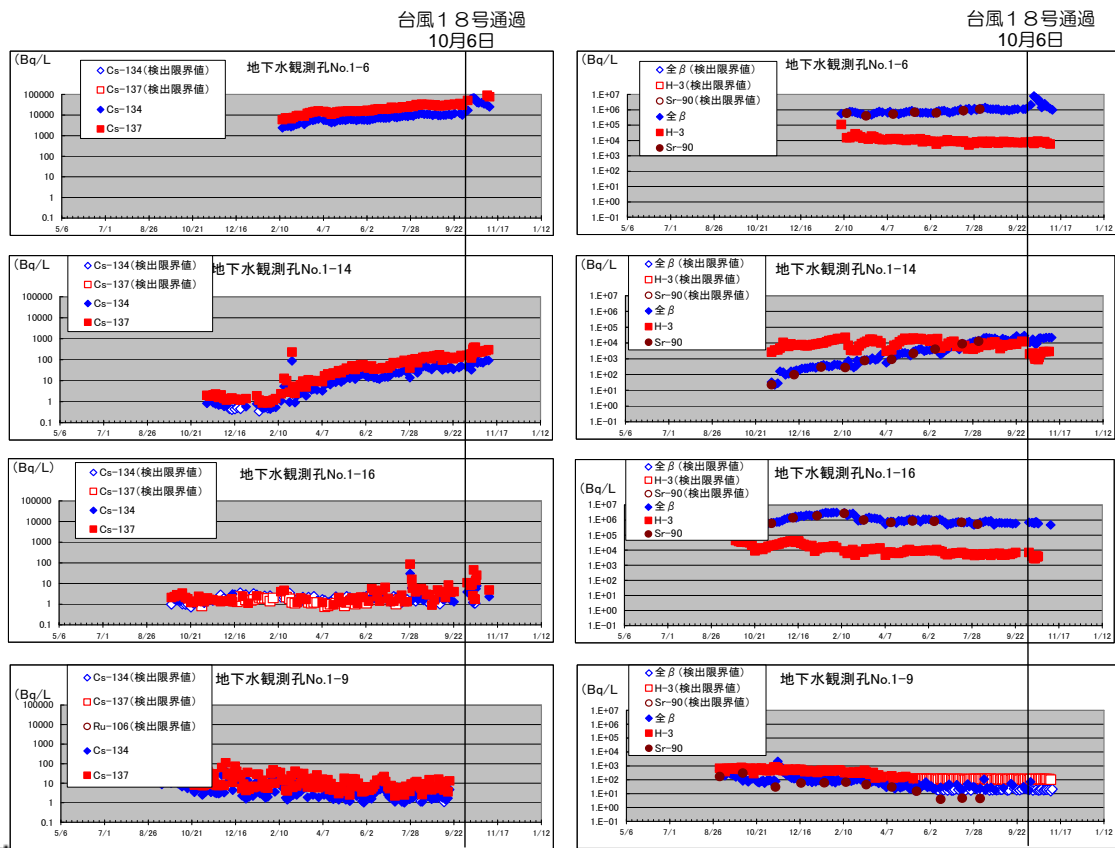 台風１８号通過
10月6日
台風１８号通過
10月6日
(Bq/L
地下水観測孔No.1-6
Cs-134(検出限界値)
Cs-137(検出限界値)
Cs-134
Cs-137
100000
10000
1000
100
10
1
0.1
5/6 7/1 8/26 10/21 12/16 2/10 4/7 6/2 7/28 9/22 11/17 1/12
(Bq/L
地下水観測孔No.1-6
全β(検出限界値)
H-3(検出限界値)
Sr-90(検出限界値)
全β
H-3
Sr-90
1.E+07
1.E+06
1.E+05
1.E+04
1.E+03
1.E+02
1.E+01
1.E+00
1.E-01
5/6 7/1 8/26 10/21 12/16 2/10 4/7 6/2 7/28 9/22 11/17 1/12
(Bq/L
地下水観測孔No.1-14
Cs-134(検出限界値)
Cs-137(検出限界値)
Cs-134
Cs-137
100000
10000
1000
100
10
1
0.1
5/6 7/1 8/26 10/21 12/16 2/10 4/7 6/2 7/28 9/22 11/17 1/12
(Bq/L
地下水観測孔No.1-14
全β(検出限界値)
H-3(検出限界値)
Sr-90(検出限界値)
全β
H-3
Sr-90
1.E+07
1.E+06
1.E+05
1.E+04
1.E+03
1.E+02
1.E+01
1.E+00
1.E-01
5/6 7/1 8/26 10/21 12/16 2/10 4/7 6/2 7/28 9/22 11/17 1/12
(Bq/L)
地下水観測孔No.1-16
Cs-134(検出限界値)
Cs-137(検出限界値)
Cs-134
Cs-137
100000
10000
1000
100
10
1
0.1
5/6 7/1 8/26 10/21 12/16 2/10 4/7 6/2 7/28 9/22 11/17 1/12
(Bq/L
地下水観測孔No.1-16
全β(検出限界値)
H-3(検出限界値)
Sr-90(検出限界値)
全β
H-3
Sr-90
1.E+07
1.E+06
1.E+05
1.E+04
1.E+03
1.E+02
1.E+01
1.E+00
1.E-01
5/6 7/1 8/26 10/21 12/16 2/10 4/7 6/2 7/28 9/22 11/17 1/12
(Bq/L
地下水観測孔No.1-9
Cs-134(検出限界値)
Cs-137(検出限界値)
Ru-106(検出限界値)
Cs-134
Cs-137
100000
10000
1000
100
10
1
0.1
5/6 7/1 8/26 10/21 12/16 2/10 4/7 6/2 7/28 9/22 11/17 1/12
(Bq/L
地下水観測孔No.1-9
全β(検出限界値)
H-3(検出限界値)
Sr-90(検出限界値)
全β
H-3
Sr-90
1.E+07
1.E+06
1.E+05
1.E+04
1.E+03
1.E+02
1.E+01
1.E+00
1.E-01
5/6 7/1 8/26 10/21 12/16 2/10 4/7 6/2 7/28 9/22 11/17 1/12